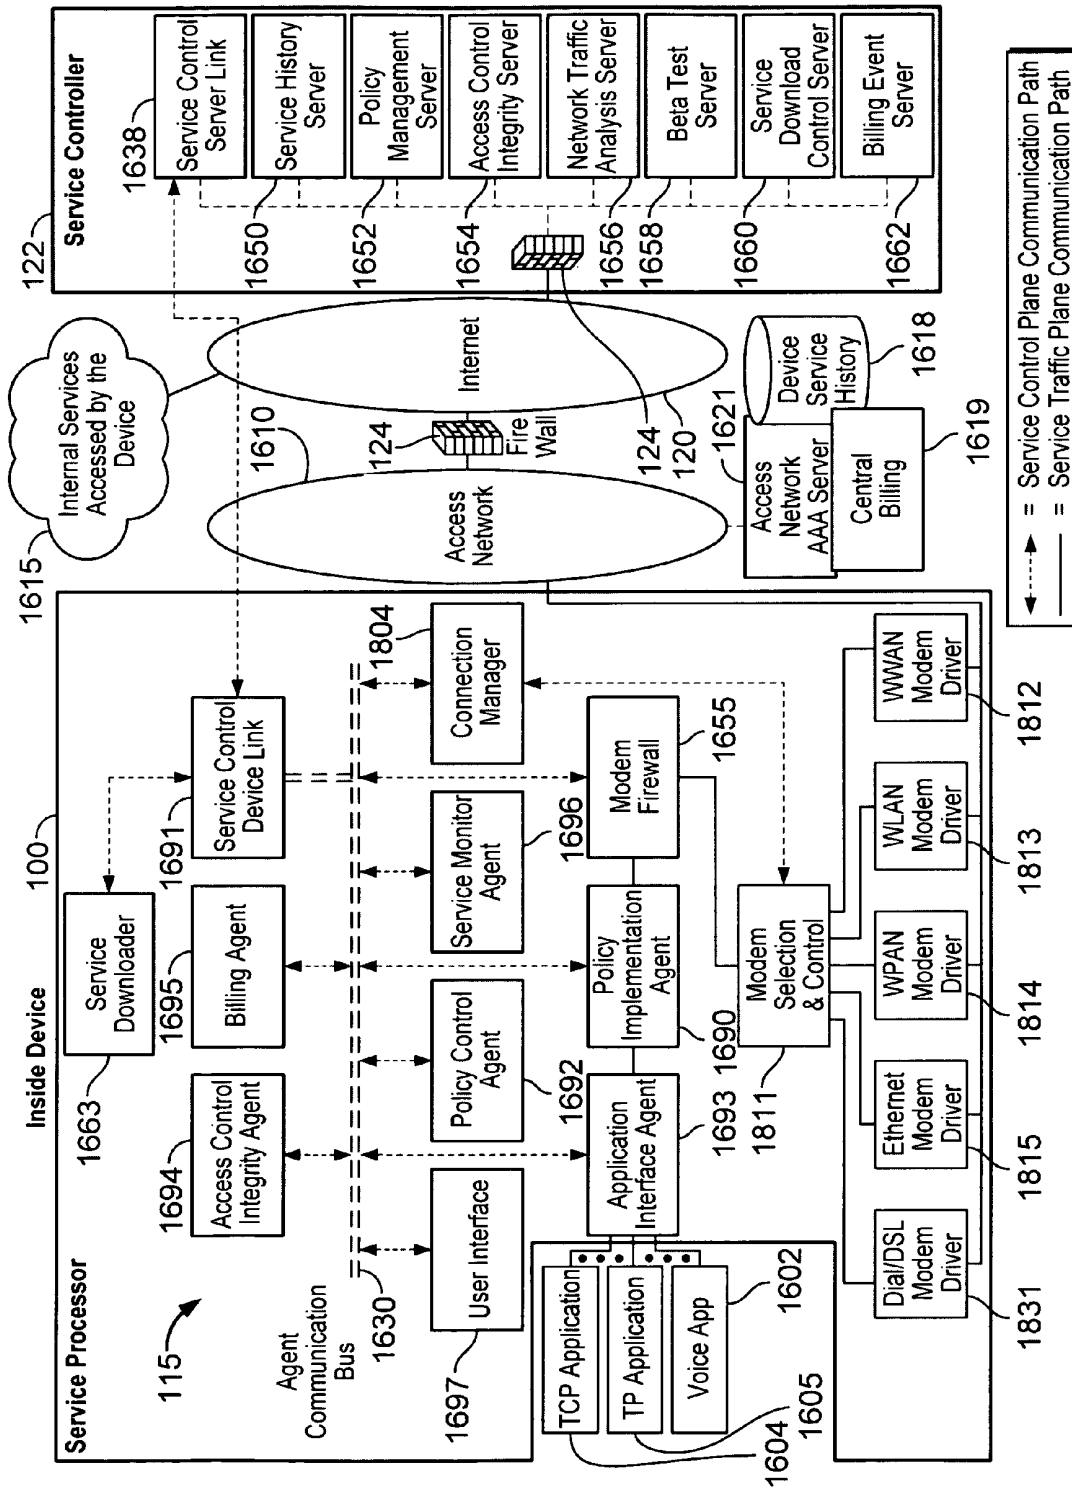 Inside Device
100
Service Processor
115
1663
Service
Downloader
1694
Access Control
Integrity Agent
1695
Billing Agent
1691
Service Control
Device Link
Agent
Communication
Bus
1630
1697
User Interface
Policy Control
Agent
1692
Service Monitor
Agent
1696
Connection
Manager
1804
Application
Interface Agent
1693
Policy
Implementation
Agent
1690
Modem
Firewall
1655
TCP Application
TP Application
Voice App
1604
1605
1602
1811
Modem
Selection
& Control
Dial/DSL
Modem
Driver
1831
Ethernet
Modem
Driver
1815
WPAN
Modem
Driver
1814
WLAN
Modem
Driver
1813
WWAN
Modem
Driver
1812
1615
Internal Services
Accessed by the
Device
1610
Access
Network
124
Fire
Wall
Internet
124
120
1621
Access
Network
AAA Server
Device
Service
History
1618
Central
Billing
1619
122
Service Controller
1638
Service Control
Server Link
1650
Service History
Server
1652
Policy
Management
Server
1654
Access Control
Integrity Server
1656
Network Traffic
Analysis Server
1658
Beta Test
Server
1660
Service
Download
Control Server
1662
Billing Event
Server
= Service Control Plane Communication Path
= Service Traffic Plane Communication Path